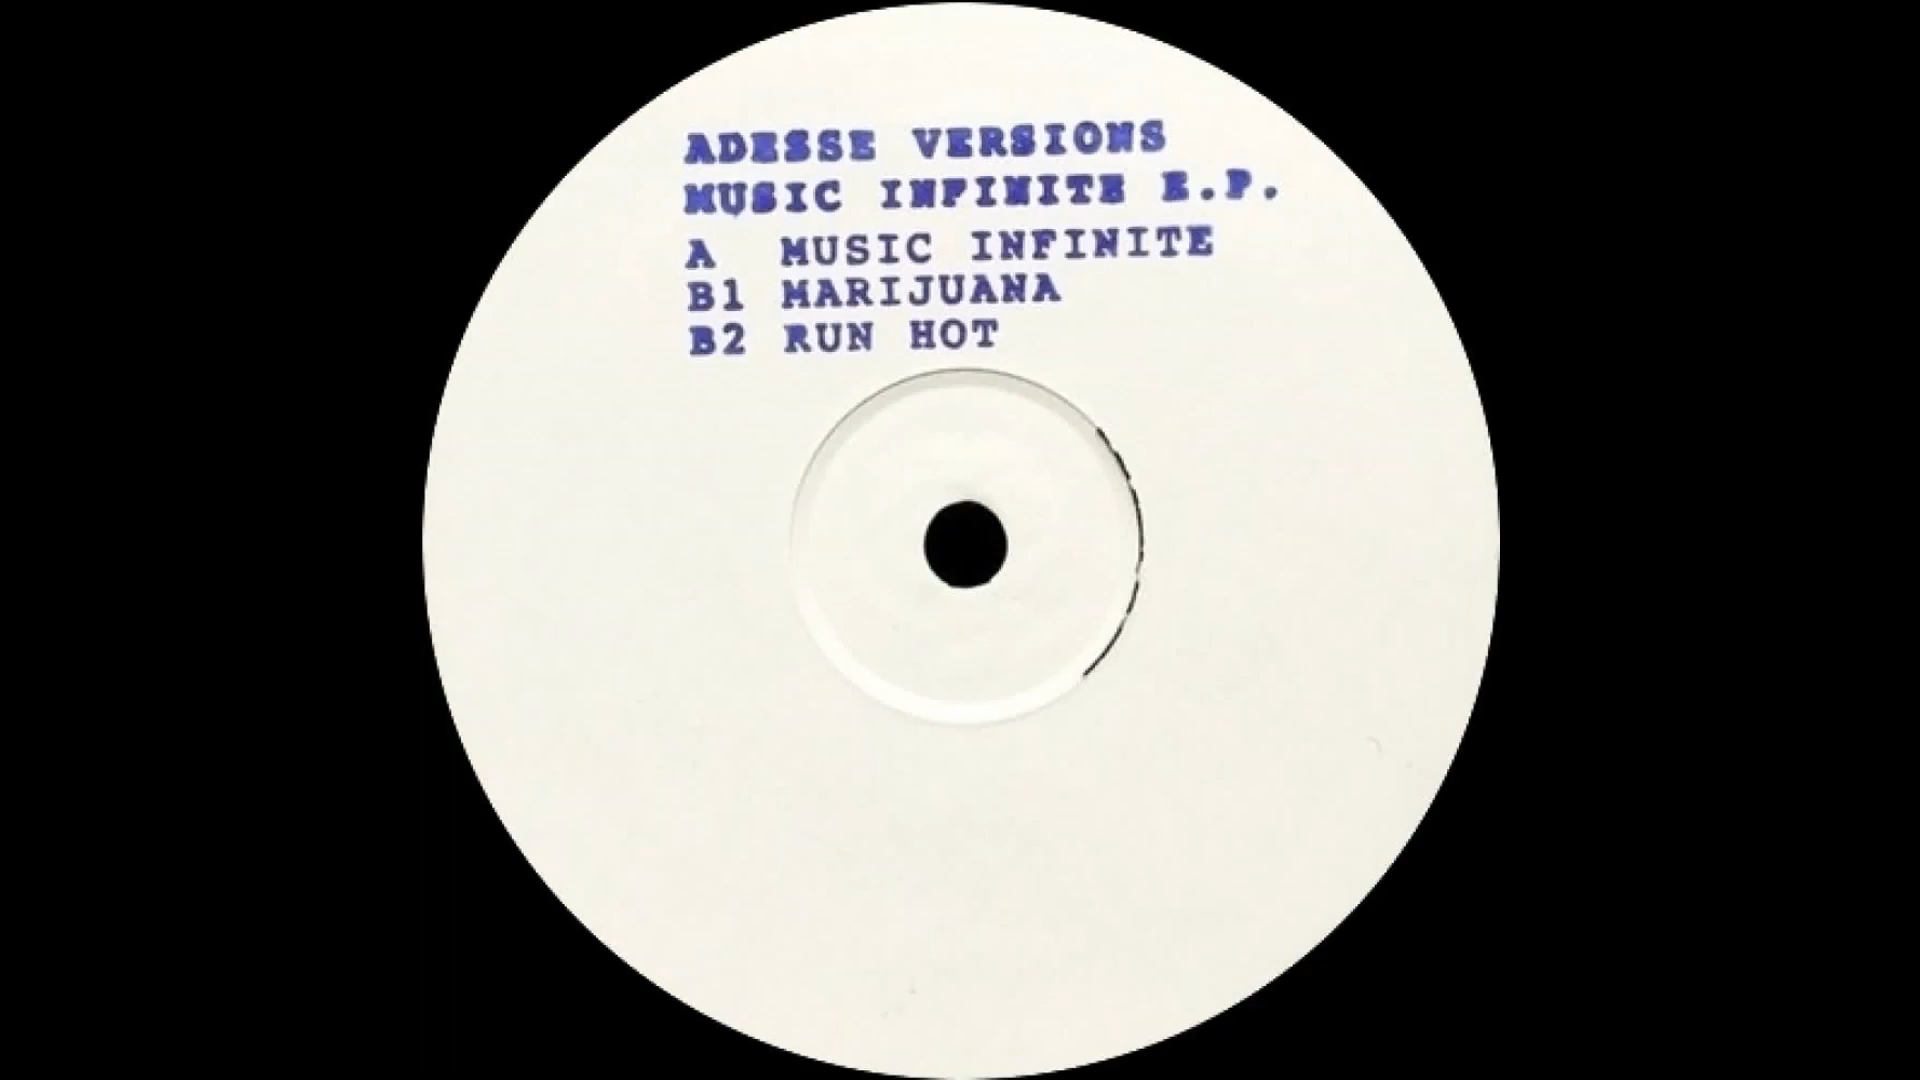 ADESSE VERSIONS
MUSIC INFINITE E.P.
A MUSIC INFINITE
B1 MARIJUANA
B2 RUN HOT